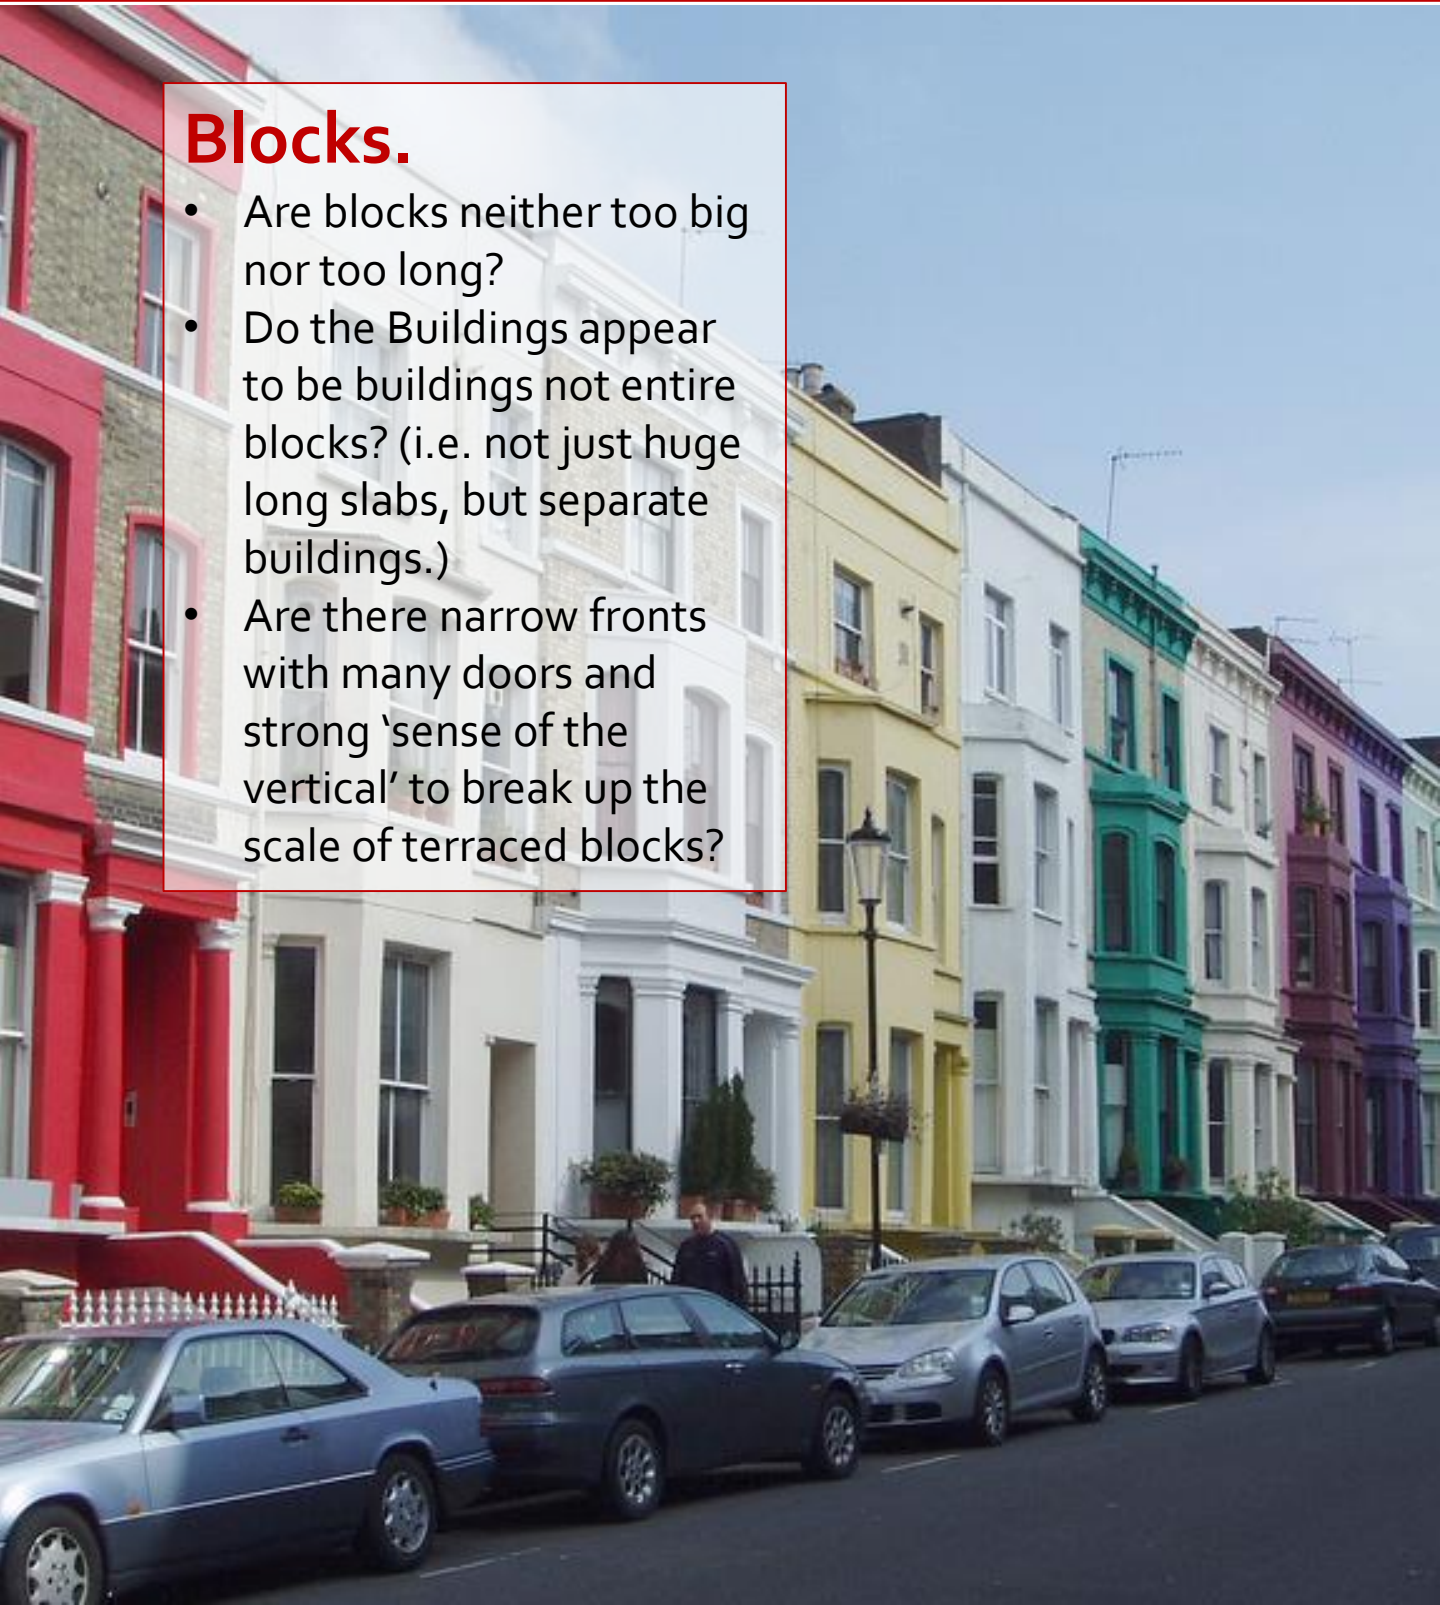 Blocks.
• Are blocks neither too big
nor too long?
• Do the Buildings appear
to be buildings not entire
blocks? (i.e. not just huge
long slabs, but separate
buildings.)
• Are there narrow fronts
with many doors and
strong ‘sense of the
vertical’ to break up the
scale of terraced blocks?